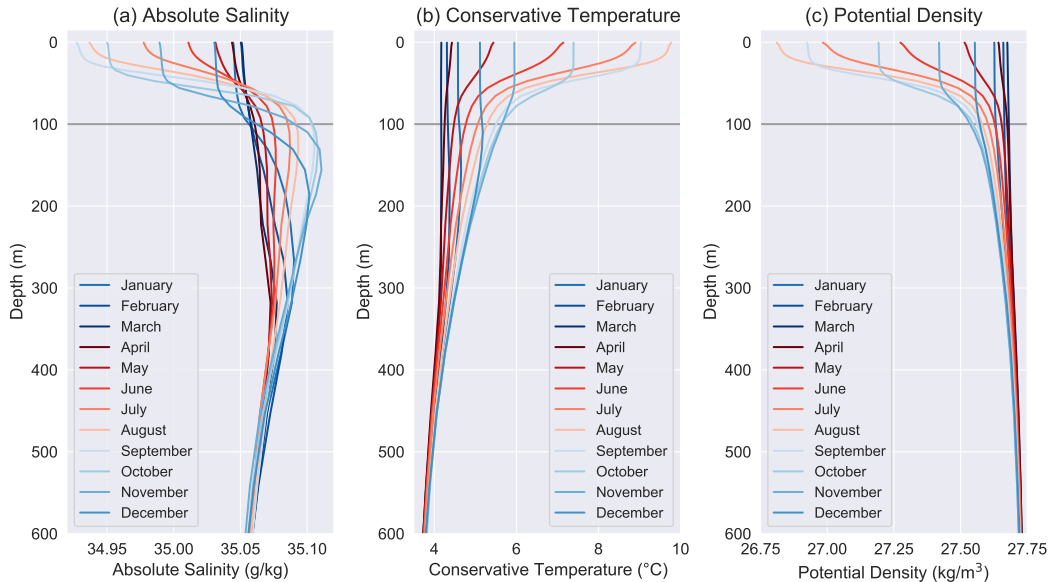 (a) Absolute Salinity
0
100
200
300
400
500
600
Depth (m)
January
February
March
April
May
June
July
August
September
October
November
December
34.95 35.00 35.05 35.10
Absolute Salinity (g/kg)
(b) Conservative Temperature
0
100
200
300
400
500
600
Depth (m)
January
February
March
April
May
June
July
August
September
October
November
December
4 6 8 10
Conservative Temperature (°C)
(c) Potential Density
0
100
200
300
400
500
600
Depth (m)
January
February
March
April
May
June
July
August
September
October
November
December
26.75 27.00 27.25 27.50 27.75
Potential Density (kg/m³)